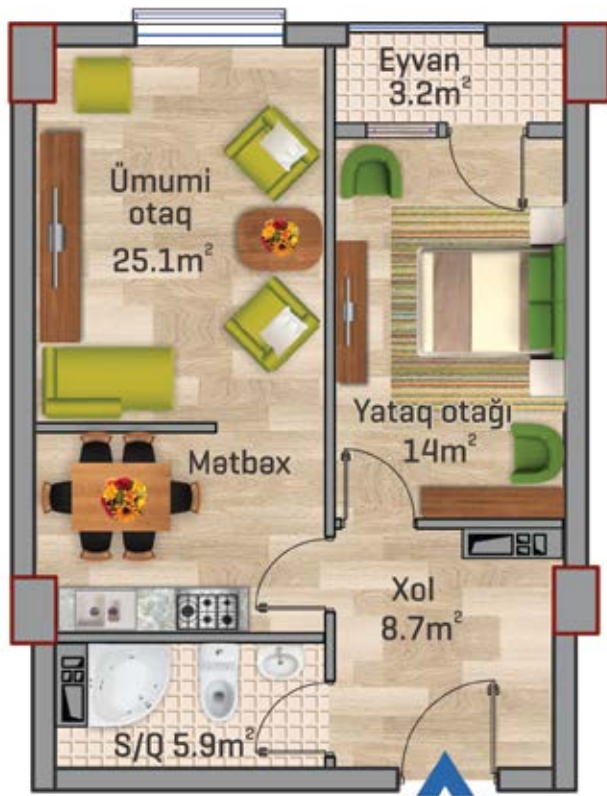 Eyvan
3.2m²
Ümumi
otaq
25.1m²
Yataq otağı
14m²
Mətbəx
Xol
8.7m²
S/Q 5.9m²